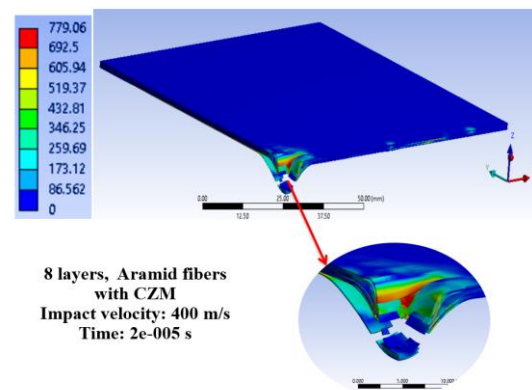 779.06
692.5
605.94
519.37
432.81
346.25
259.69
173.12
86.562
0
Z
Y
0.00 25.00 50.00 (mm)
12.50 37.50
8 layers, Aramid fibers
with CZM
Impact velocity: 400 m/s
Time: 2e-005 s
0.000 5.000